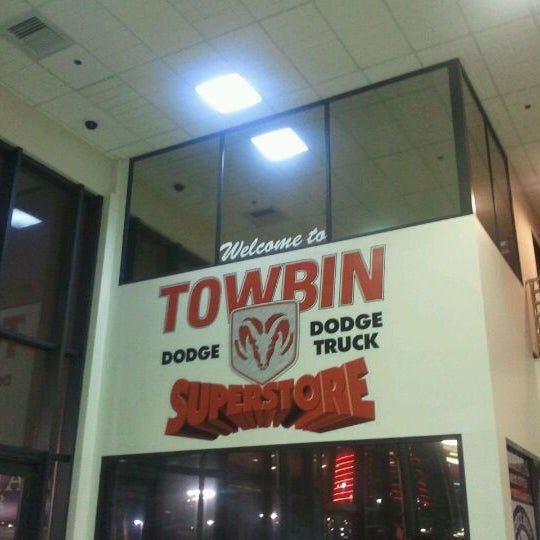 Welcome to
TOWBIN
DODGE
DODGE
TRUCK
SUPERSTORE